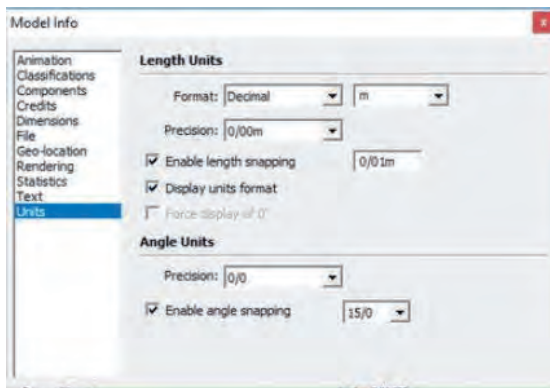 Model Info
x
Animation
Classifications
Components
Credits
Dimensions
File
Geo-location
Rendering
Statistics
Text
Units
Length Units
Format: Decimal m
Precision: 0/00m
Enable length snapping 0/01m
Display units format
Force display of 0"
Angle Units
Precision: 0/0
Enable angle snapping 15/0